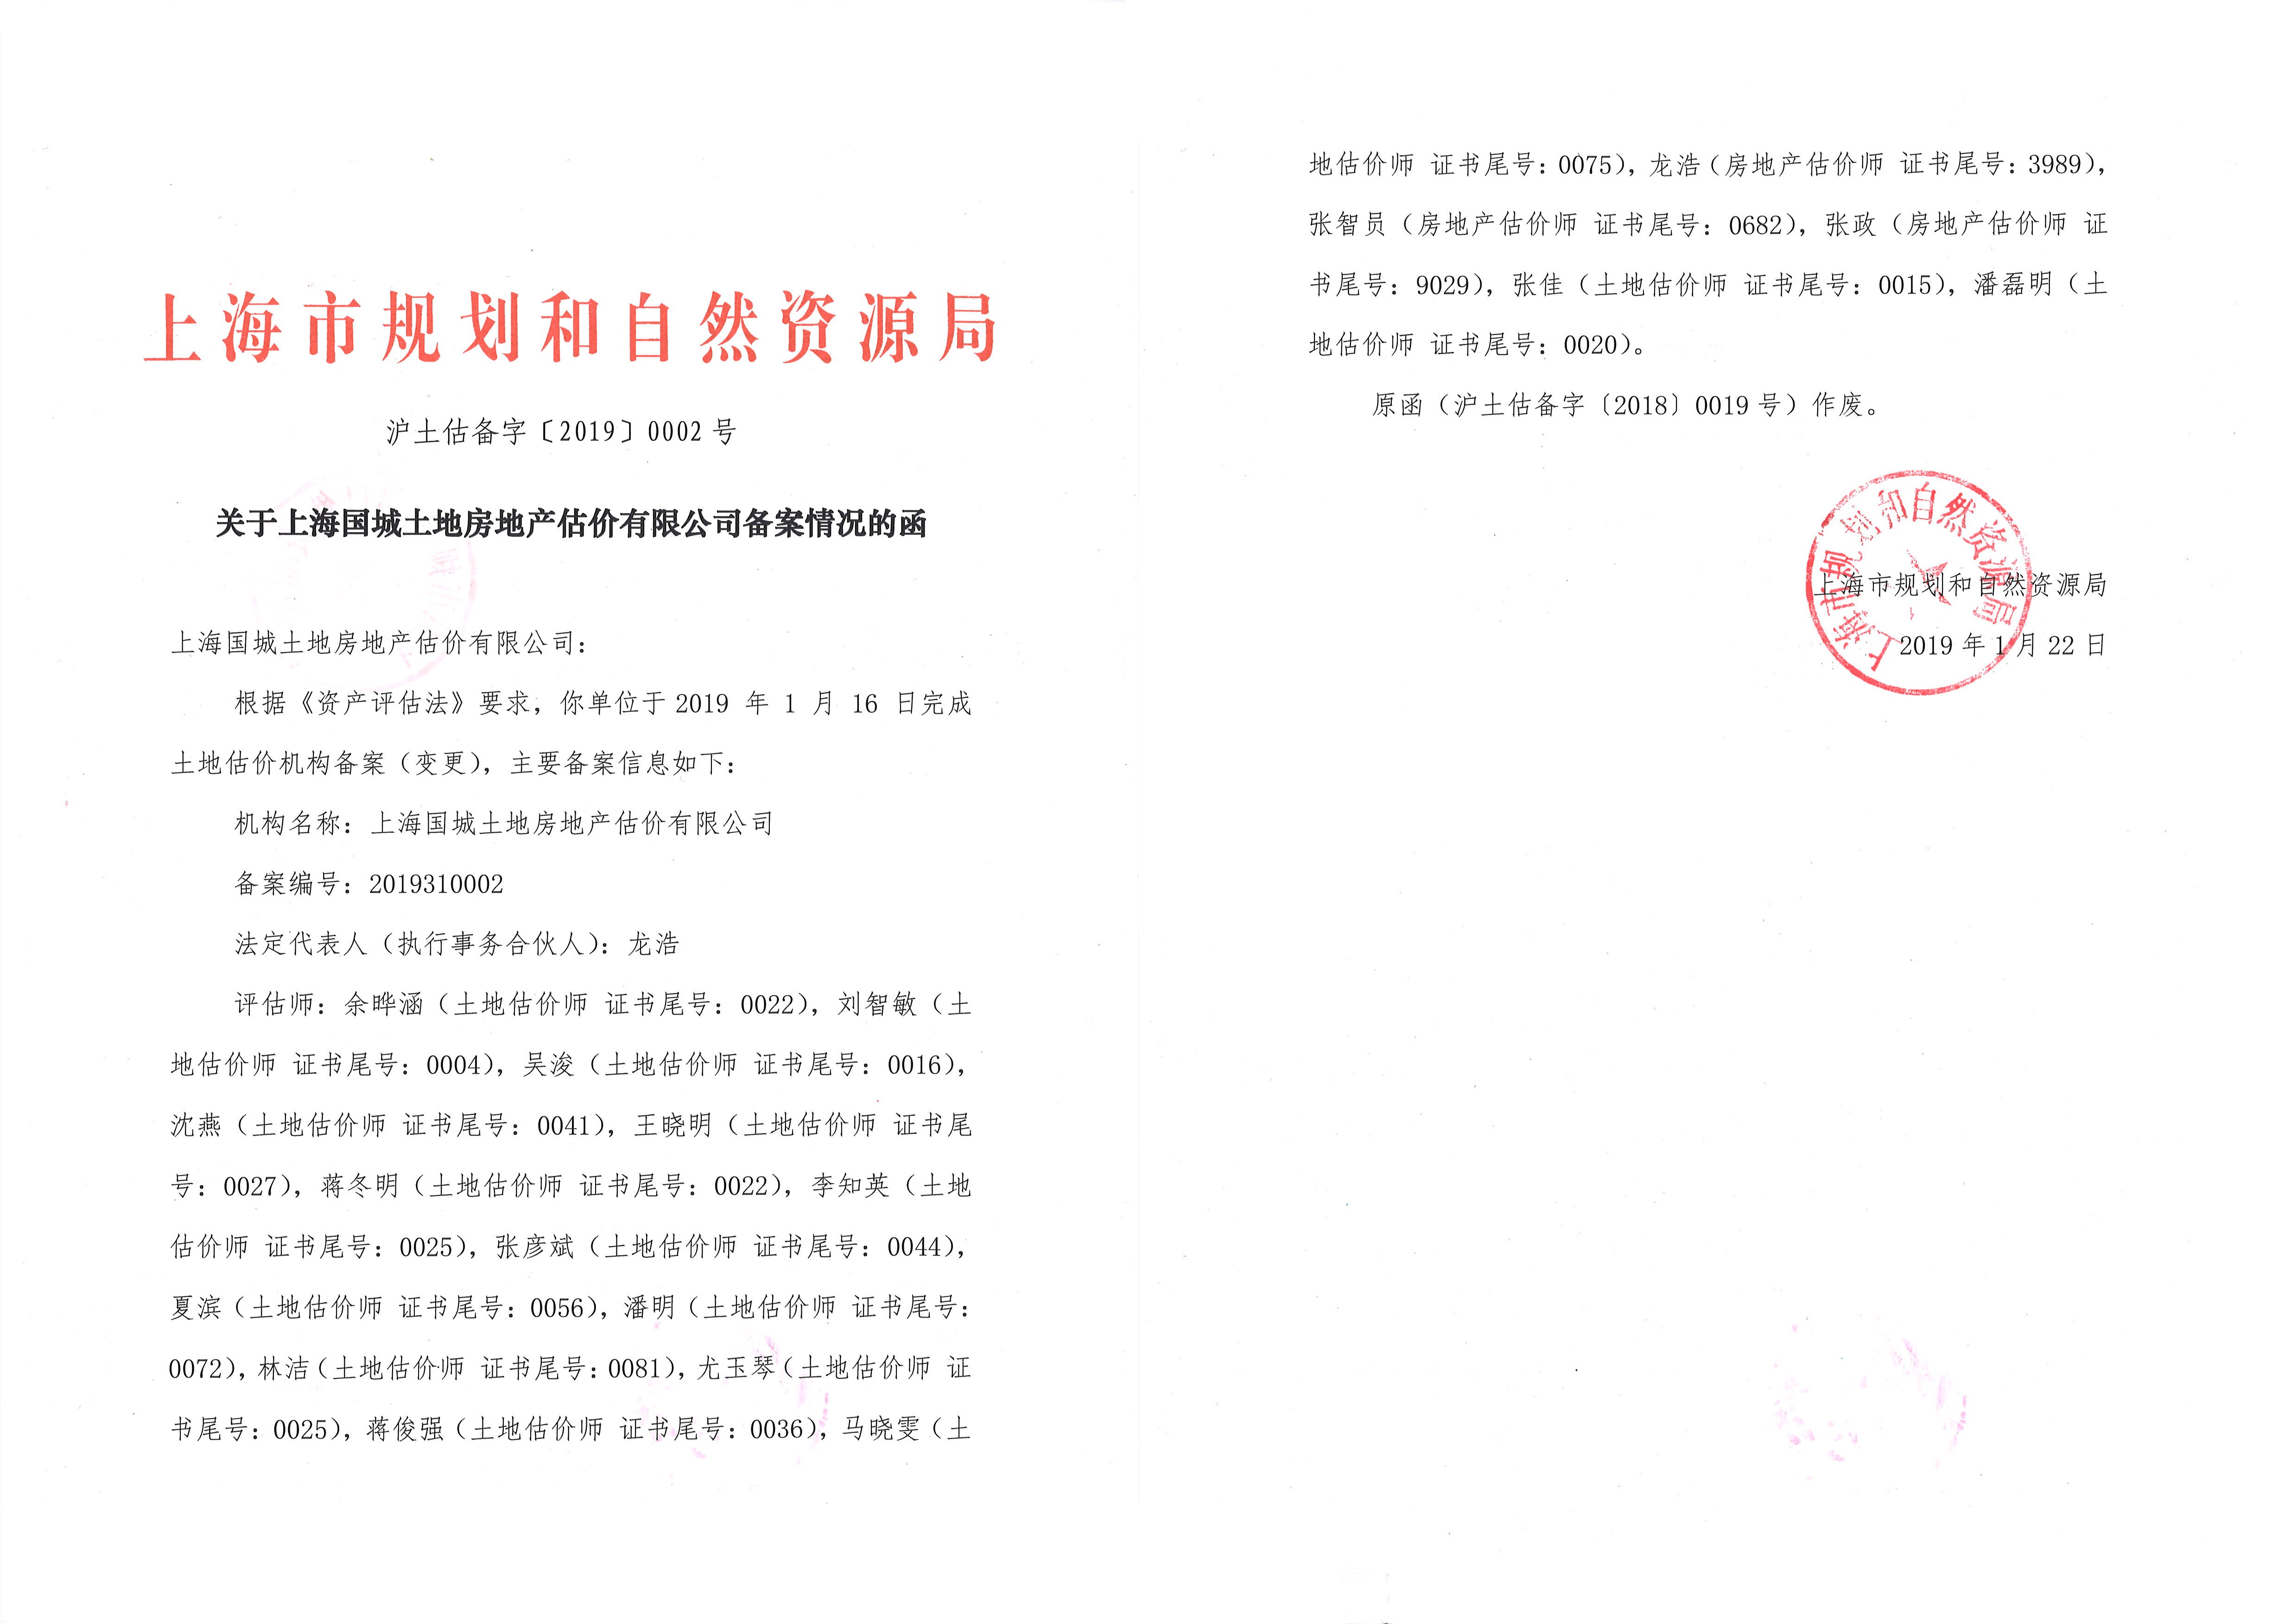 上海市规划和自然资源局
沪土估备字〔2019〕0002号
关于上海国城土地房地产估价有限公司备案情况的函
上海国城土地房地产估价有限公司：
根据《资产评估法》要求，你单位于2019 年 1 月 16 日完成
土地估价机构备案（变更），主要备案信息如下：
机构名称：上海国城土地房地产估价有限公司
备案编号：2019310002
法定代表人（执行事务合伙人）：龙浩
评估师：余晔涵（土地估价师 证书尾号：0022），刘智敏（土
地估价师 证书尾号：0004），吴浚（土地估价师 证书尾号：0016），
沈燕（土地估价师 证书尾号：0041），王晓明（土地估价师 证书尾
号：0027），蒋冬明（土地估价师 证书尾号：0022），李知英（土地
估价师 证书尾号：0025），张彦斌（土地估价师 证书尾号：0044），
夏滨（土地估价师 证书尾号：0056），潘明（土地估价师 证书尾号：
0072），林洁（土地估价师 证书尾号：0081），尤玉琴（土地估价师 证
书尾号：0025），蒋俊强（土地估价师 证书尾号：0036），马晓雯（土
地估价师 证书尾号：0075），龙浩（房地产估价师 证书尾号：3989），
张智员（房地产估价师 证书尾号：0682），张政（房地产估价师 证
书尾号：9029），张佳（土地估价师 证书尾号：0015），潘磊明（土
地估价师 证书尾号：0020）。
原函（沪土估备字〔2018〕0019号）作废。
上海市规划和自然资源局
上海市规划和自然资源局
2019年1月22日